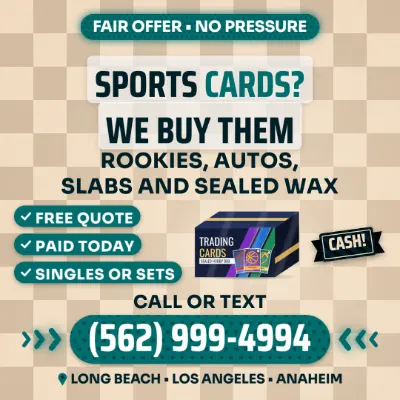 FAIR OFFER • NO PRESSURE
SPORTS CARDS?
WE BUY THEM
ROOKIES, AUTOS,
SLABS AND SEALED WAX
✓ FREE QUOTE
✓ PAID TODAY
✓ SINGLES OR SETS
TRADING
CARDS
CASH!
CALL OR TEXT
(562) 999-4994
LONG BEACH • LOS ANGELES • ANAHEIM